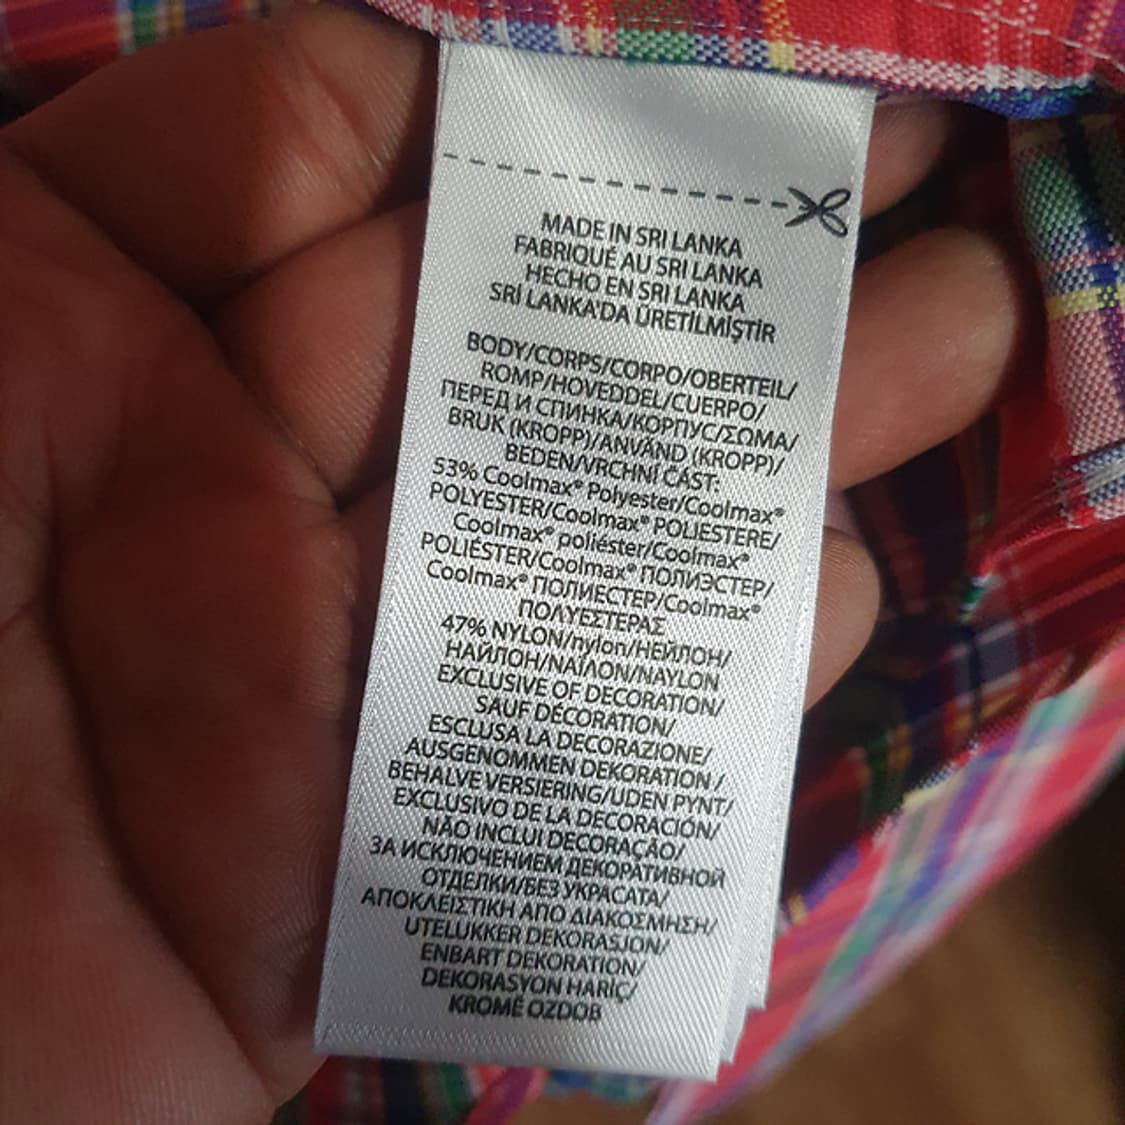 MADE IN SRI LANKA
FABRIQUÉ AU SRI LANKA
HECHO EN SRI LANKA
SRİ LANKA'DA ÜRETİLMİŞTİR
BODY/CORPS/CORPO/OBERTEIL/
ROMP/HOVEDDEL/CUERPO/
ПЕРЕД И СПИНКА/КОРПУС/ΣΩΜΑ/
BRUK (KROPP)/ANVÄND (KROPP)/
BEDEN/VRCHNÍ ČÁST:
53% Coolmax® Polyester/Coolmax®
POLYESTER/Coolmax® POLIESTERE/
Coolmax® poliéster/Coolmax®
POLIÉSTER/Coolmax® ПОЛИЭСТЕР/
Coolmax® ПОЛИЕСТЕР/Coolmax®
ΠΟΛΥΕΣΤΕΡΑΣ
47% NYLON/nylon/НЕЙЛОН/
НАЙЛОН/ΝΑΪΛΟΝ/NAYLON
EXCLUSIVE OF DECORATION/
SAUF DÉCORATION/
ESCLUSA LA DECORAZIONE/
AUSGENOMMEN DEKORATION /
BEHALVE VERSIERING/UDEN PYNT/
EXCLUSIVO DE LA DECORACIÓN/
NÃO INCLUI DECORAÇÃO/
ЗА ИСКЛЮЧЕНИЕМ ДЕКОРАТИВНОЙ
ОТДЕЛКИ/БЕЗ УКРАСАТА/
ΑΠΟΚΛΕΙΣΤΙΚΗ ΑΠΟ ΔΙΑΚΟΣΜΗΣΗ/
UTELUKKER DEKORASJON/
ENBART DEKORATION/
DEKORASYON HARİÇ/
KROMĚ OZDOB